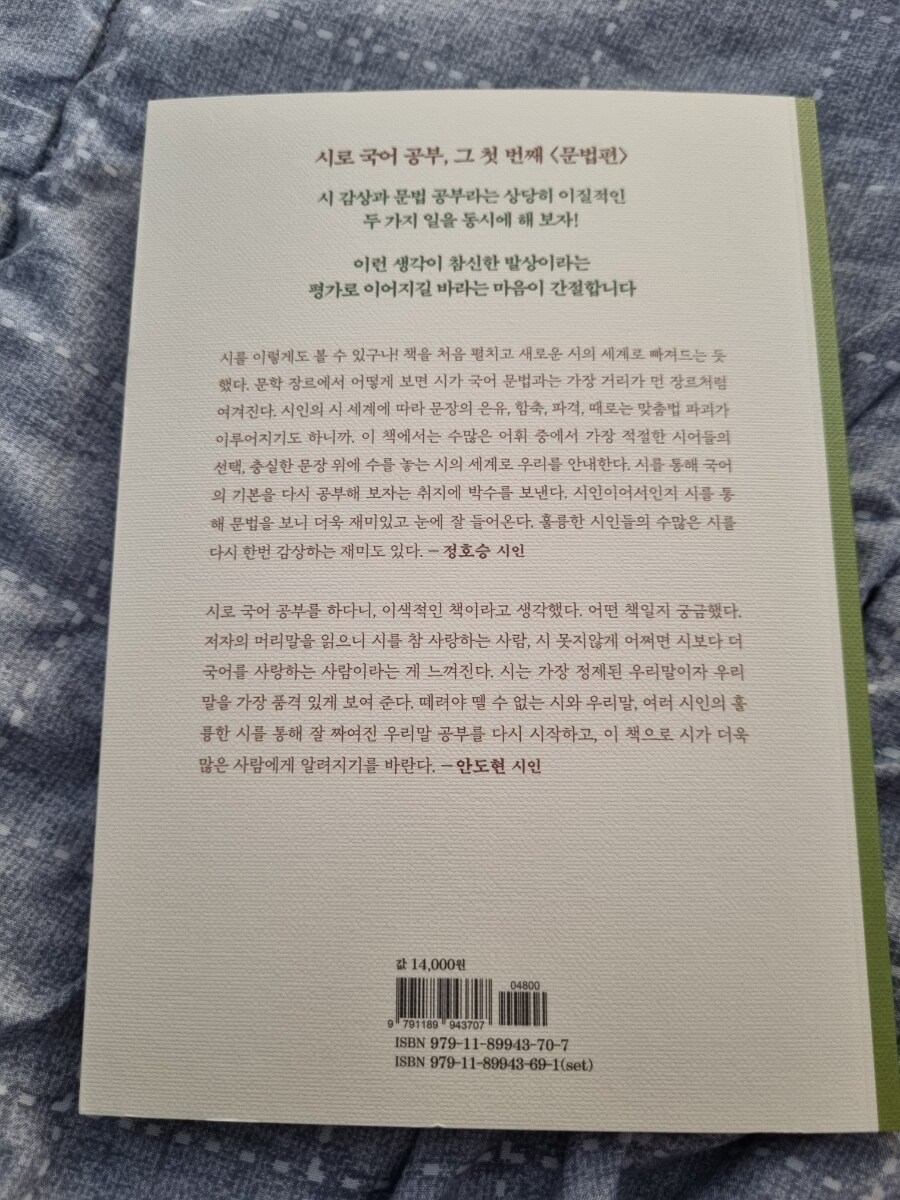 시로 국어 공부, 그 첫 번째 〈문법편〉
시 감상과 문법 공부라는 상당히 이질적인
두 가지 일을 동시에 해 보자!
이런 생각이 참신한 발상이라는
평가로 이어지길 바라는 마음이 간절합니다
시를 이렇게도 볼 수 있구나! 책을 처음 펼치고 새로운 시의 세계로 빠져드는 듯
했다. 문학 장르에서 어떻게 보면 시가 국어 문법과는 가장 거리가 먼 장르처럼
여겨진다. 시인의 시 세계에 따라 문장의 은유, 함축, 파격, 때로는 맞춤법 파괴가
이루어지기도 하니까. 이 책에서는 수많은 어휘 중에서 가장 적절한 시어들의
선택, 충실한 문장 위에 수를 놓는 시의 세계로 우리를 안내한다. 시를 통해 국어
의 기본을 다시 공부해 보자는 취지에 박수를 보낸다. 시인이어서인지 시를 통
해 문법을 보니 더욱 재미있고 눈에 잘 들어온다. 훌륭한 시인들의 수많은 시를
다시 한번 감상하는 재미도 있다. – 정호승 시인
시로 국어 공부를 하다니, 이색적인 책이라고 생각했다. 어떤 책일지 궁금했다.
저자의 머리말을 읽으니 시를 참 사랑하는 사람, 시 못지않게 어쩌면 시보다 더
국어를 사랑하는 사람이라는 게 느껴진다. 시는 가장 정제된 우리말이자 우리
말을 가장 품격 있게 보여 준다. 떼려야 뗄 수 없는 시와 우리말, 여러 시인의 훌
륭한 시를 통해 잘 짜여진 우리말 공부를 다시 시작하고, 이 책으로 시가 더욱
많은 사람에게 알려지기를 바란다. – 안도현 시인
값 14,000원
04800
9 791189 943707
ISBN 979-11-89943-70-7
ISBN 979-11-89943-69-1(set)